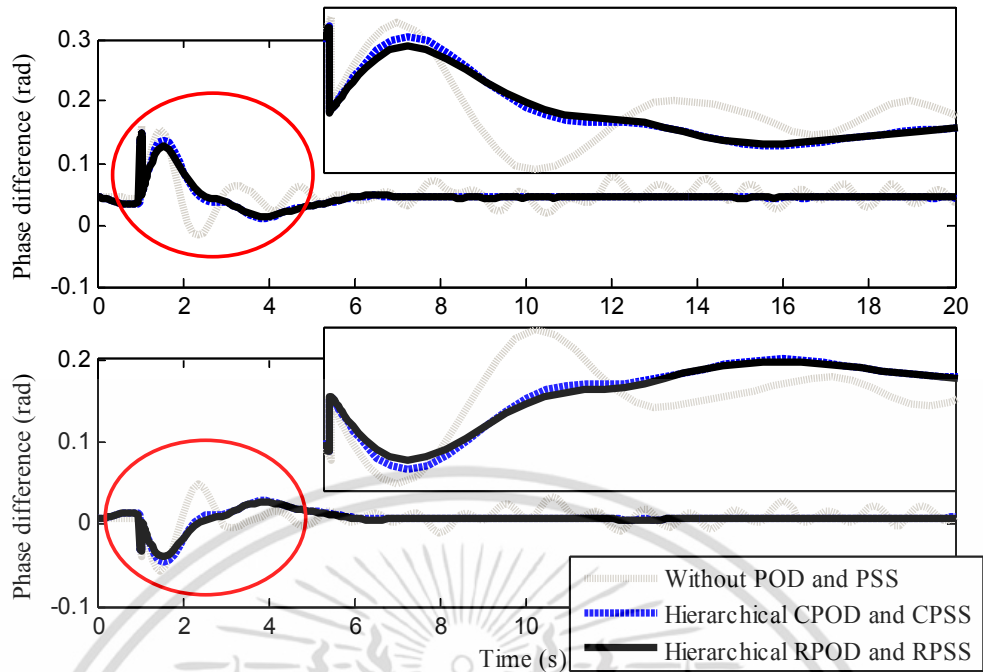 Phase difference (rad)
0.3
0.2
0.1
0
-0.1
0 2 4 6 8 10 12 14 16 18 20
Phase difference (rad)
0.2
0.1
0
-0.1
0 2 4 6 8 10
Time (s)
Without POD and PSS
Hierarchical CPOD and CPSS
Hierarchical RPOD and RPSS